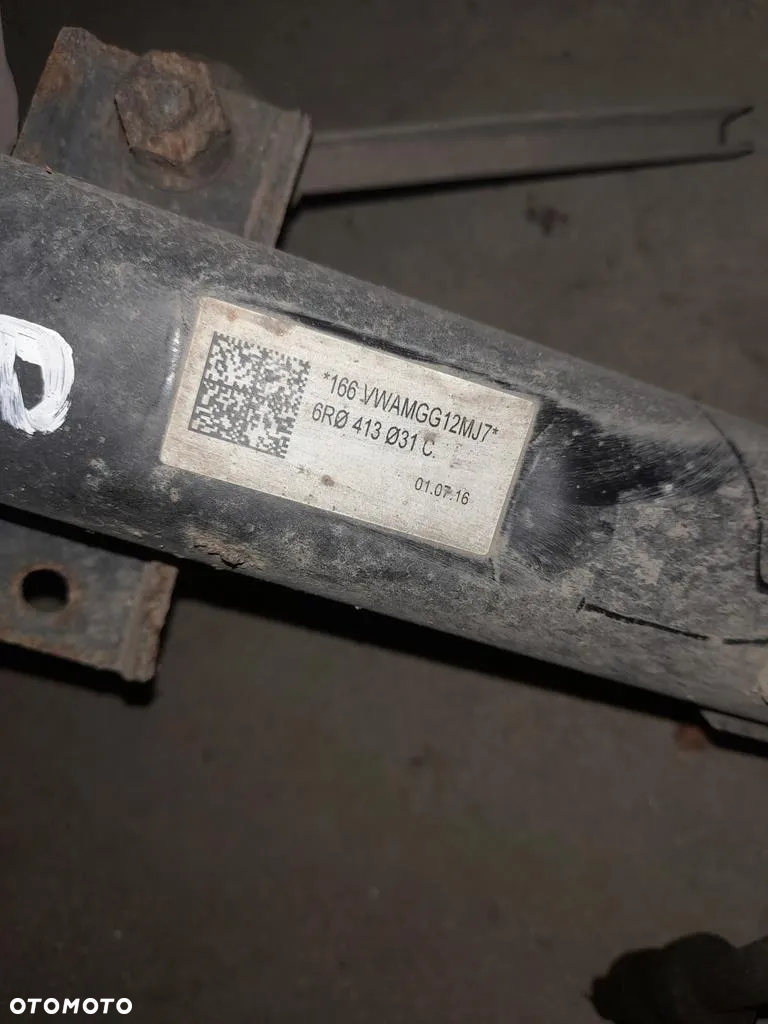 *166 VWAMGG12MJ7*
6RØ 413 Ø31 C
01.07.16
D
OTOMOTO